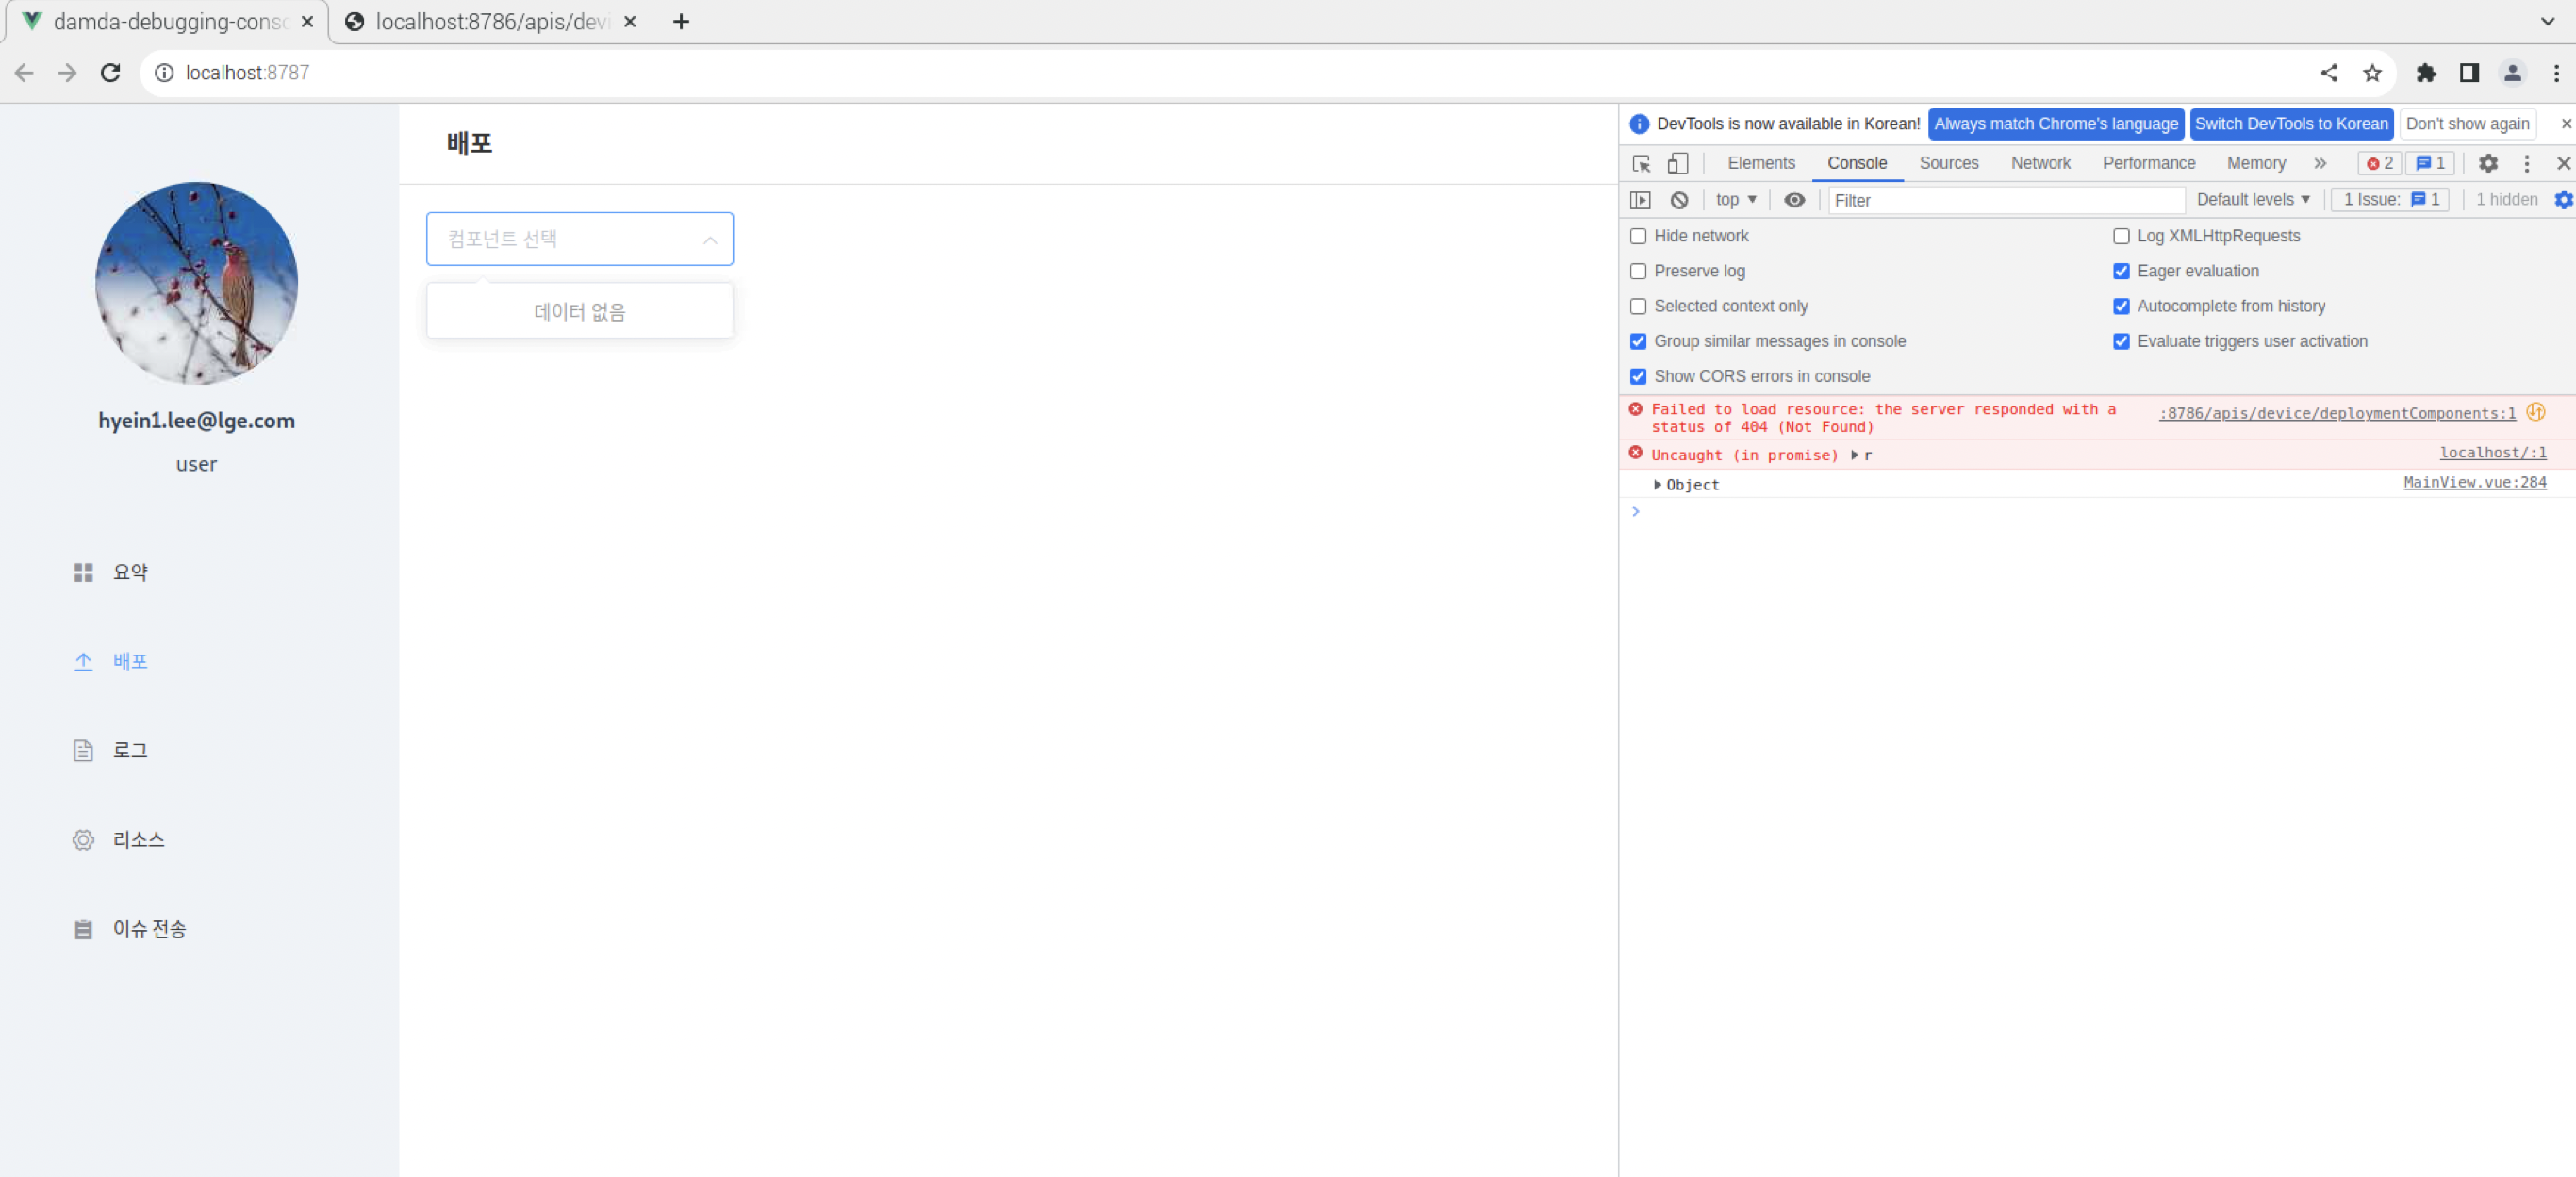 damda-debugging-conso
localhost:8786/apis/devi
localhost:8787
배포
컴포넌트 선택
데이터 없음
hyein1.lee@lge.com
user
요약
배포
로그
리소스
이슈 전송
DevTools is now available in Korean! Always match Chrome's language Switch DevTools to Korean Don't show again
Elements Console Sources Network Performance Memory 2 1
top Filter Default levels 1 Issue: 1 1 hidden
Hide network Log XMLHttpRequests
Preserve log Eager evaluation
Selected context only Autocomplete from history
Group similar messages in console Evaluate triggers user activation
Show CORS errors in console
Failed to load resource: the server responded with a :8786/apis/device/deploymentComponents:1
status of 404 (Not Found)
Uncaught (in promise) r localhost/:1
Object MainView.vue:284